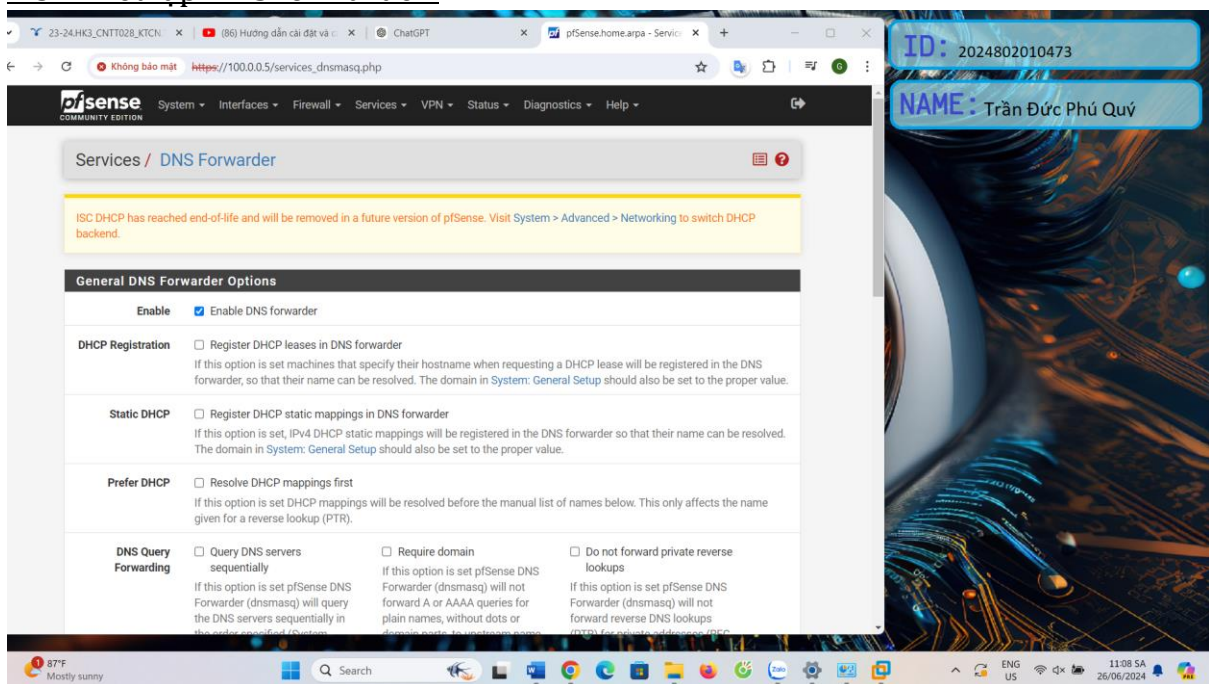 23-24.HK3_CNTT028_KTCN
(86) Hướng dẫn cài đặt và c
ChatGPT
pfSense.home.arpa - Servic
Không bảo mật https://100.0.0.5/services_dnsmasq.php
ID: 2024802010473
NAME: Trần Đức Phú Quý
pfsense
COMMUNITY EDITION
System Interfaces Firewall Services VPN Status Diagnostics Help
Services / DNS Forwarder
ISC DHCP has reached end-of-life and will be removed in a future version of pfSense. Visit System > Advanced > Networking to switch DHCP
backend.
General DNS Forwarder Options
Enable Enable DNS forwarder
DHCP Registration Register DHCP leases in DNS forwarder
If this option is set machines that specify their hostname when requesting a DHCP lease will be registered in the DNS
forwarder, so that their name can be resolved. The domain in System: General Setup should also be set to the proper value.
Static DHCP Register DHCP static mappings in DNS forwarder
If this option is set, IPv4 DHCP static mappings will be registered in the DNS forwarder so that their name can be resolved.
The domain in System: General Setup should also be set to the proper value.
Prefer DHCP Resolve DHCP mappings first
If this option is set DHCP mappings will be resolved before the manual list of names below. This only affects the name
given for a reverse lookup (PTR).
DNS Query
Forwarding
Query DNS servers
sequentially
If this option is set pfSense DNS
Forwarder (dnsmasq) will query
the DNS servers sequentially in
the order specified (System
Require domain
If this option is set pfSense DNS
Forwarder (dnsmasq) will not
forward A or AAAA queries for
plain names, without dots or
domain parts, to upstream name
Do not forward private reverse
lookups
If this option is set pfSense DNS
Forwarder (dnsmasq) will not
forward reverse DNS lookups
(PTR) for private addresses (RFC
87°F
Mostly sunny
Search
Zalo
ENG
US
11:08 SA
26/06/2024